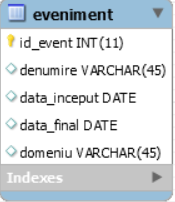 eveniment
id_event INT(11)
denumire VARCHAR(45)
data_inceput DATE
data_final DATE
domeniu VARCHAR(45)
Indexes